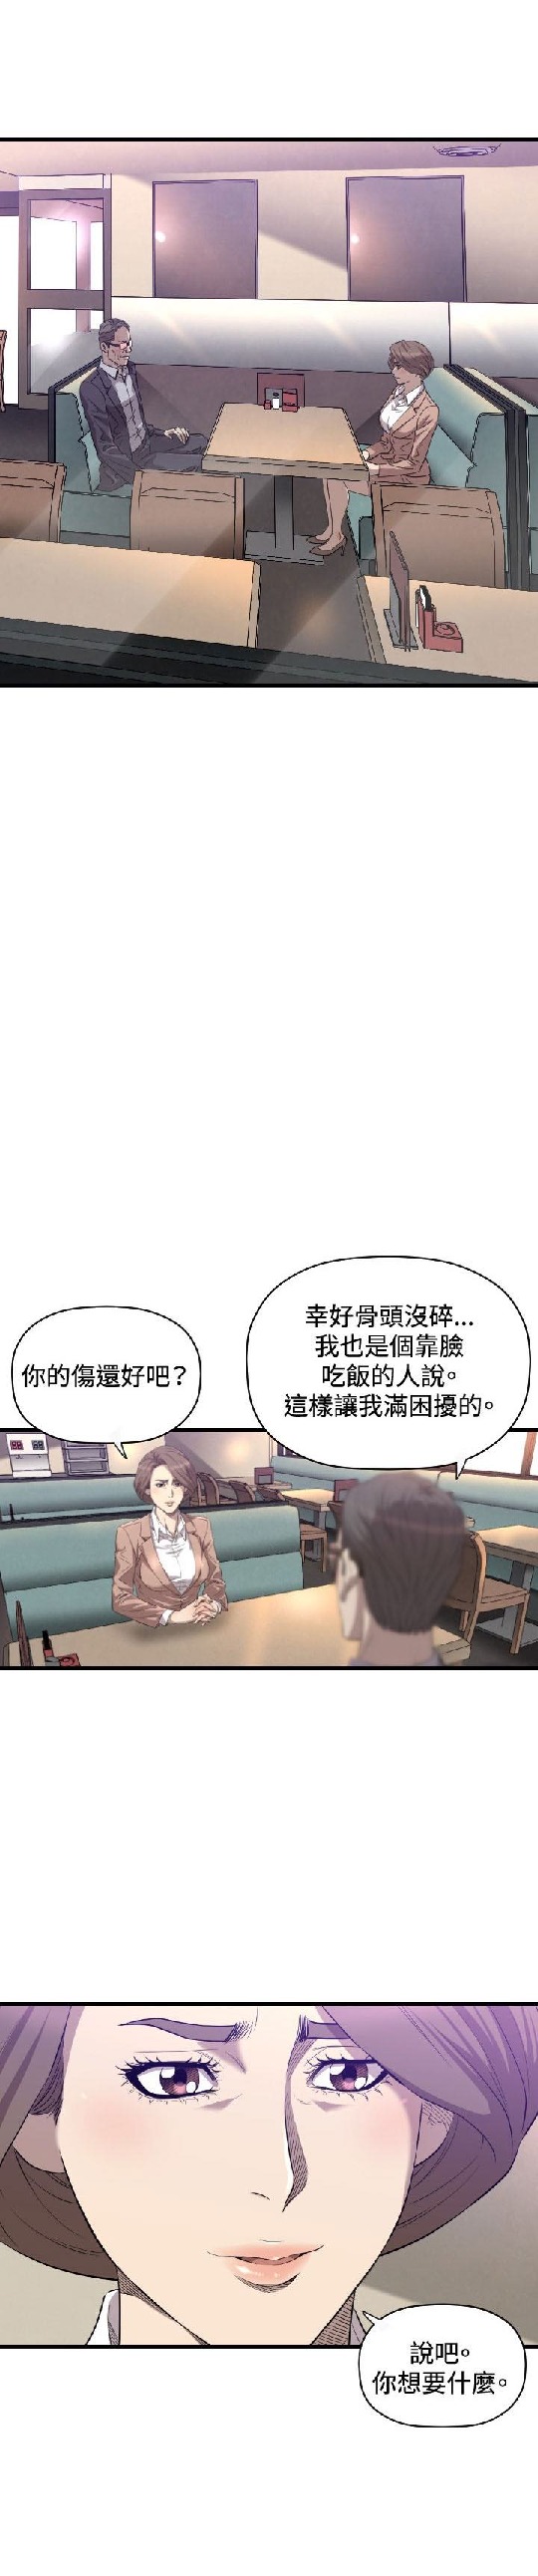 你的傷還好吧?
幸好骨頭沒碎...
我也是個靠臉
吃飯的人說。
這樣讓我滿困擾的。
說吧。
你想要什麼。